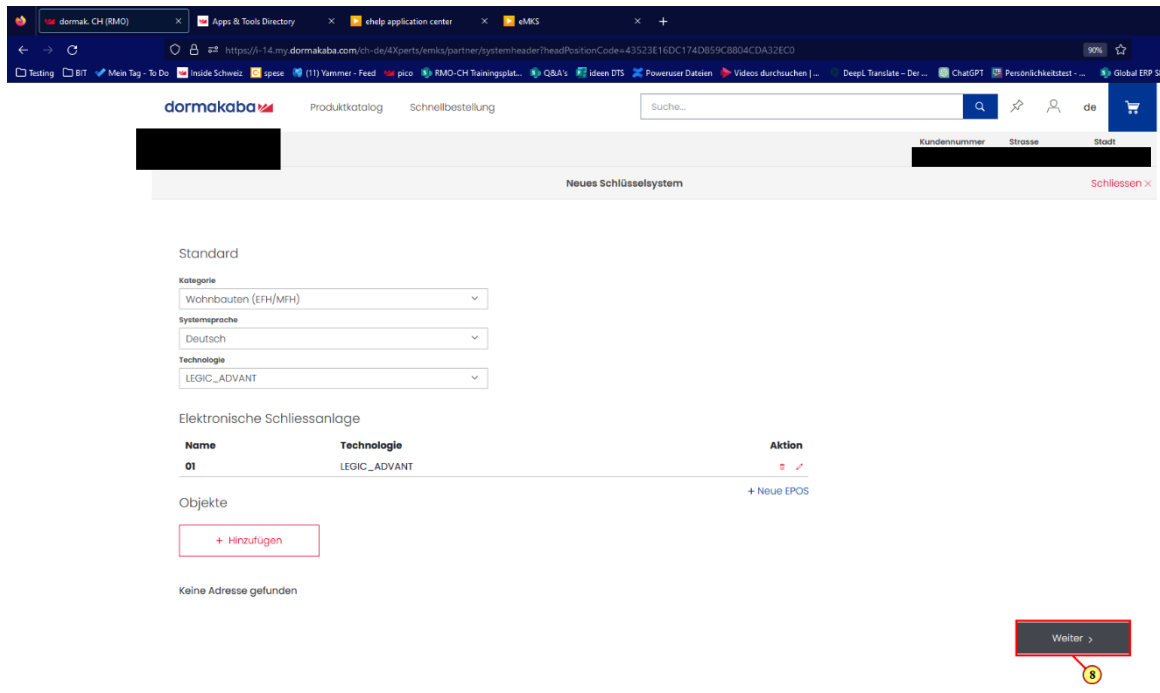 dormak. CH (RMO)
Apps & Tools Directory
ehelp application center
eMKS
https://i-14.my.dormakaba.com/ch-de/4Xperts/emks/partner/systemheader?headPositionCode=43523E16DC174D859C8804CDA32EC0
90%
Testing BIT Mein Tag - To Do Inside Schweiz spese (11) Yammer - Feed pico RMO-CH Trainingsplat... Q&A's ideen DTS Poweruser Dateien Videos durchsuchen | ... DeepL Translate – Der ... ChatGPT Persönlichkeitstest - ... Global ERP S
dormakaba Produktkatalog Schnellbestellung Suche... de
Kundennummer Strasse Stadt
Neues Schlüsselsystem Schliessen ×
Standard
Kategorie
Wohnbauten (EFH/MFH)
Systemsprache
Deutsch
Technologie
LEGIC_ADVANT
Elektronische Schliessanlage
Name Technologie Aktion
01 LEGIC_ADVANT
+ Neue EPOS
Objekte
+ Hinzufügen
Keine Adresse gefunden
Weiter >
8